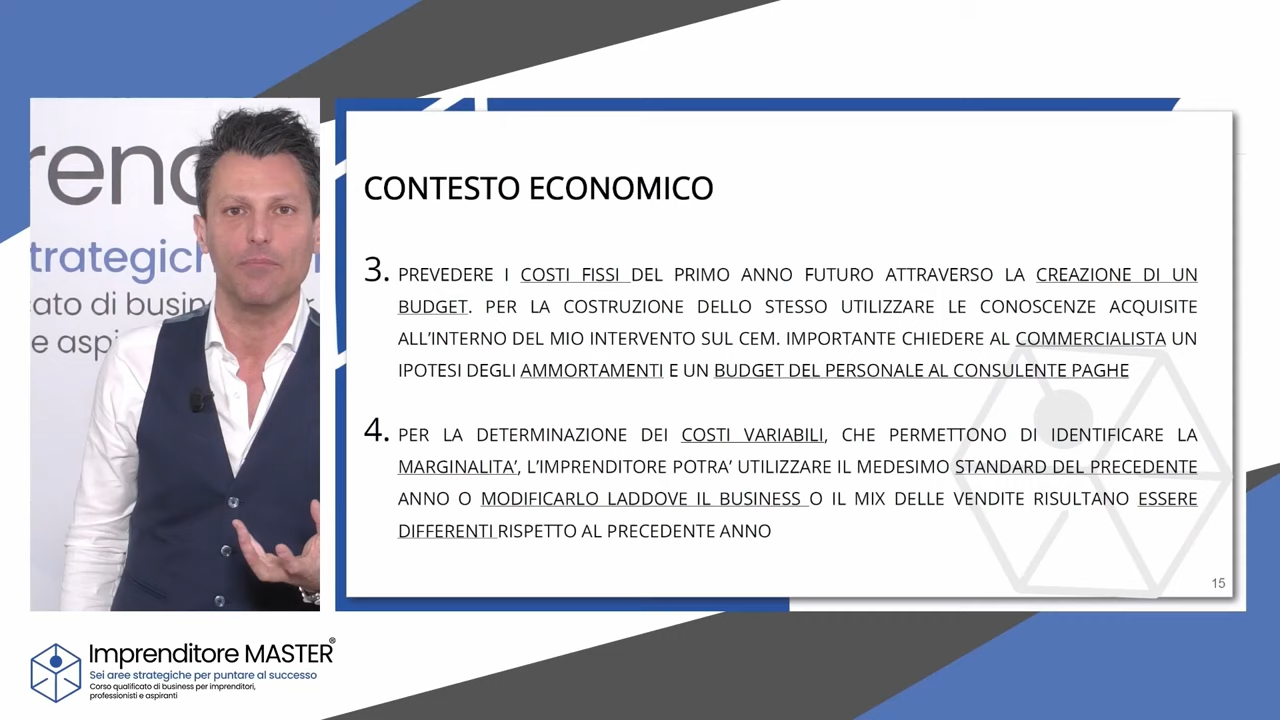 CONTESTO ECONOMICO
3. PREVEDERE I COSTI FISSI DEL PRIMO ANNO FUTURO ATTRAVERSO LA CREAZIONE DI UN
BUDGET. PER LA COSTRUZIONE DELLO STESSO UTILIZZARE LE CONOSCENZE ACQUISITE
ALL'INTERNO DEL MIO INTERVENTO SUL CEM. IMPORTANTE CHIEDERE AL COMMERCIALISTA UN
IPOTESI DEGLI AMMORTAMENTI E UN BUDGET DEL PERSONALE AL CONSULENTE PAGHE
4. PER LA DETERMINAZIONE DEI COSTI VARIABILI, CHE PERMETTONO DI IDENTIFICARE LA
MARGINALITA', L'IMPRENDITORE POTRA' UTILIZZARE IL MEDESIMO STANDARD DEL PRECEDENTE
ANNO O MODIFICARLO LADDOVE IL BUSINESS O IL MIX DELLE VENDITE RISULTANO ESSERE
DIFFERENTI RISPETTO AL PRECEDENTE ANNO
15
Imprenditore MASTER®
Sei aree strategiche per puntare al successo
Corso qualificato di business per imprenditori,
professionisti e aspiranti